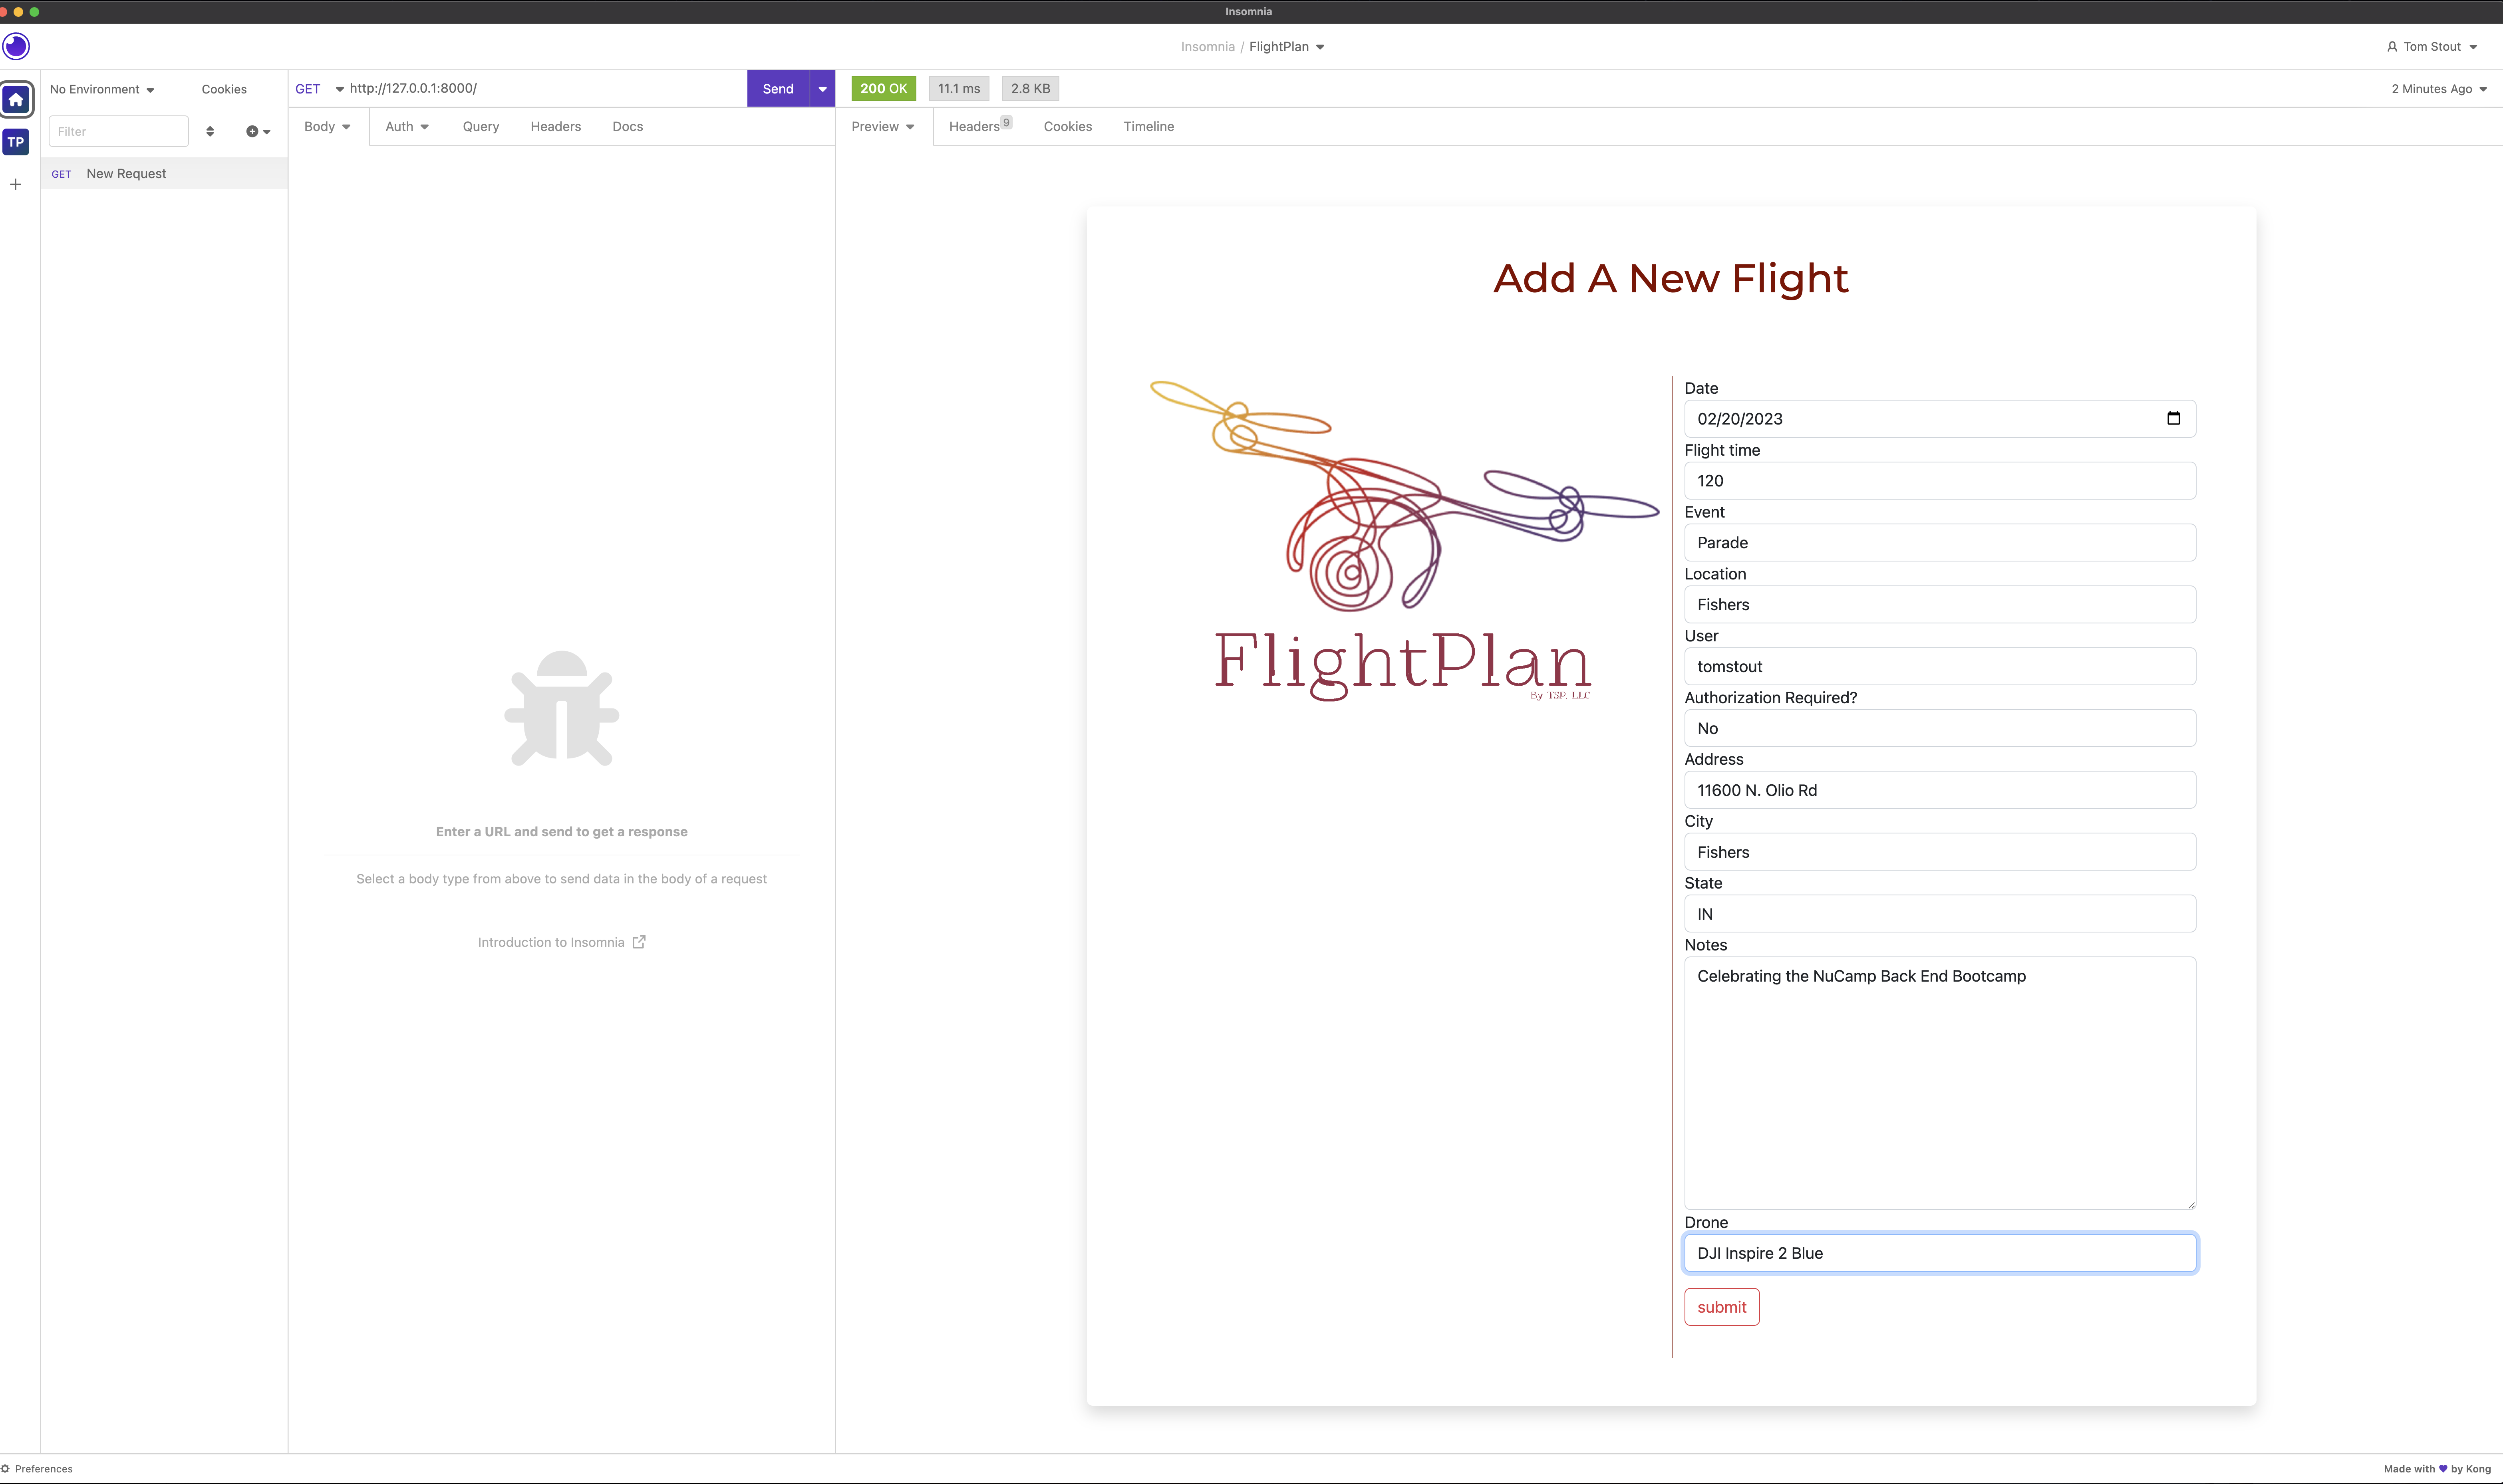 Insomnia
Insomnia / FlightPlan
Tom Stout
No Environment
Cookies
GET http://127.0.0.1:8000/
Send
200 OK
11.1 ms
2.8 KB
2 Minutes Ago
Filter
Body
Auth
Query
Headers
Docs
Preview
Headers 9
Cookies
Timeline
TP
GET New Request
Add A New Flight
Date
02/20/2023
Flight time
120
Event
Parade
Location
Fishers
User
tomstout
FlightPlan
By TSP, LLC
Authorization Required?
No
Address
11600 N. Olio Rd
City
Fishers
State
IN
Notes
Celebrating the NuCamp Back End Bootcamp
Drone
DJI Inspire 2 Blue
submit
Enter a URL and send to get a response
Select a body type from above to send data in the body of a request
Introduction to Insomnia
Preferences
Made with ♥ by Kong